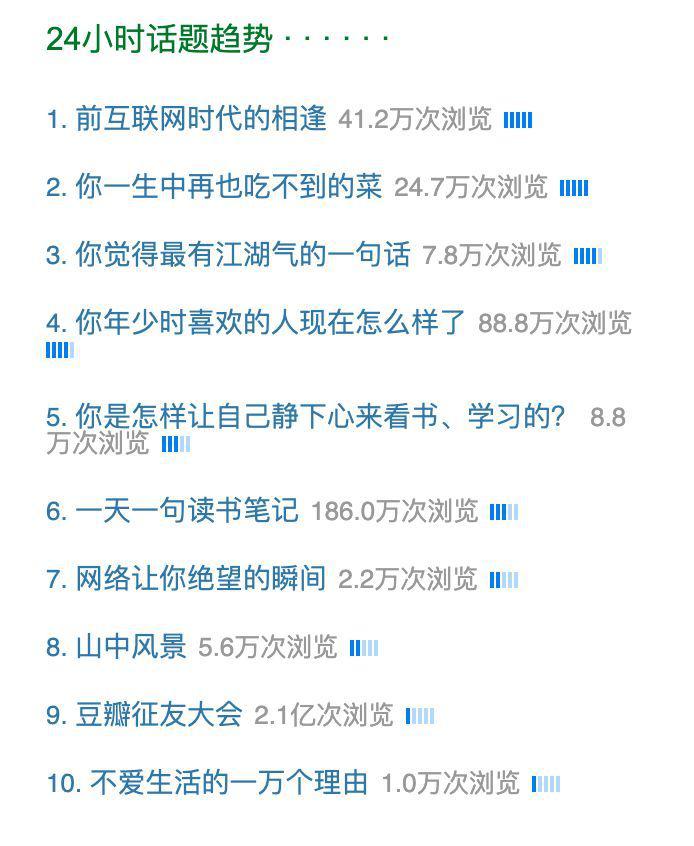 24小时话题趋势 · · · · · ·
1. 前互联网时代的相逢 41.2万次浏览
2. 你一生中再也吃不到的菜 24.7万次浏览
3. 你觉得最有江湖气的一句话 7.8万次浏览
4. 你年少时喜欢的人现在怎么样了 88.8万次浏览
5. 你是怎样让自己静下心来看书、学习的？ 8.8
万次浏览
6. 一天一句读书笔记 186.0万次浏览
7. 网络让你绝望的瞬间 2.2万次浏览
8. 山中风景 5.6万次浏览
9. 豆瓣征友大会 2.1亿次浏览
10. 不爱生活的一万个理由 1.0万次浏览